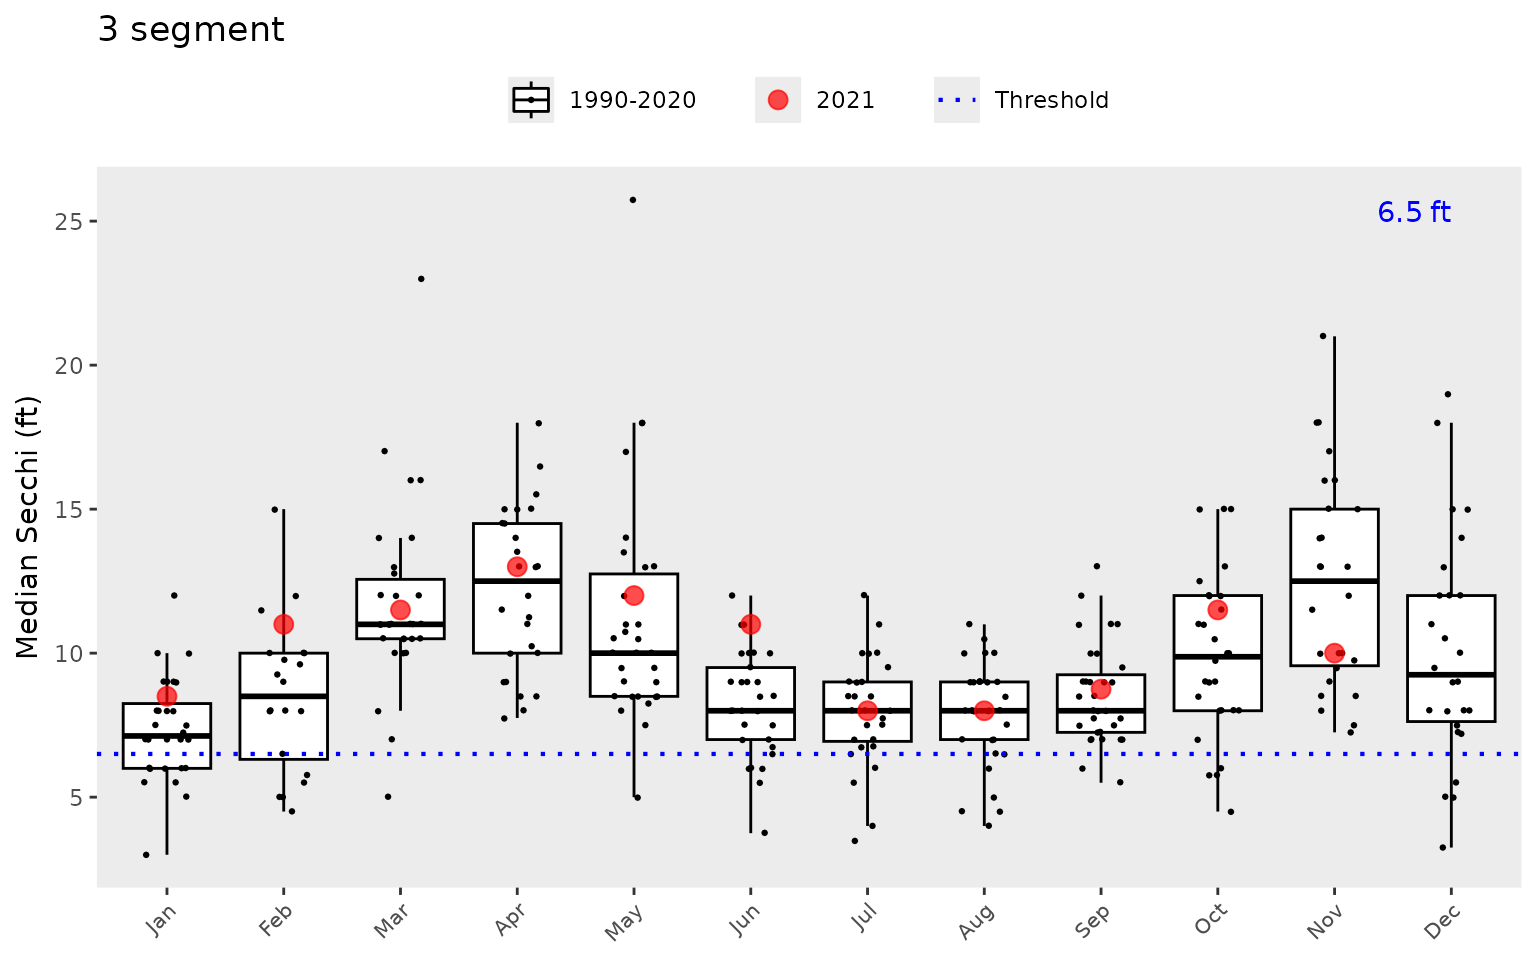 3 segment
1990-2020 2021 Threshold
6.5 ft
25
20
15
10
5
Median Secchi (ft)
Jan Feb Mar Apr May Jun Jul Aug Sep Oct Nov Dec